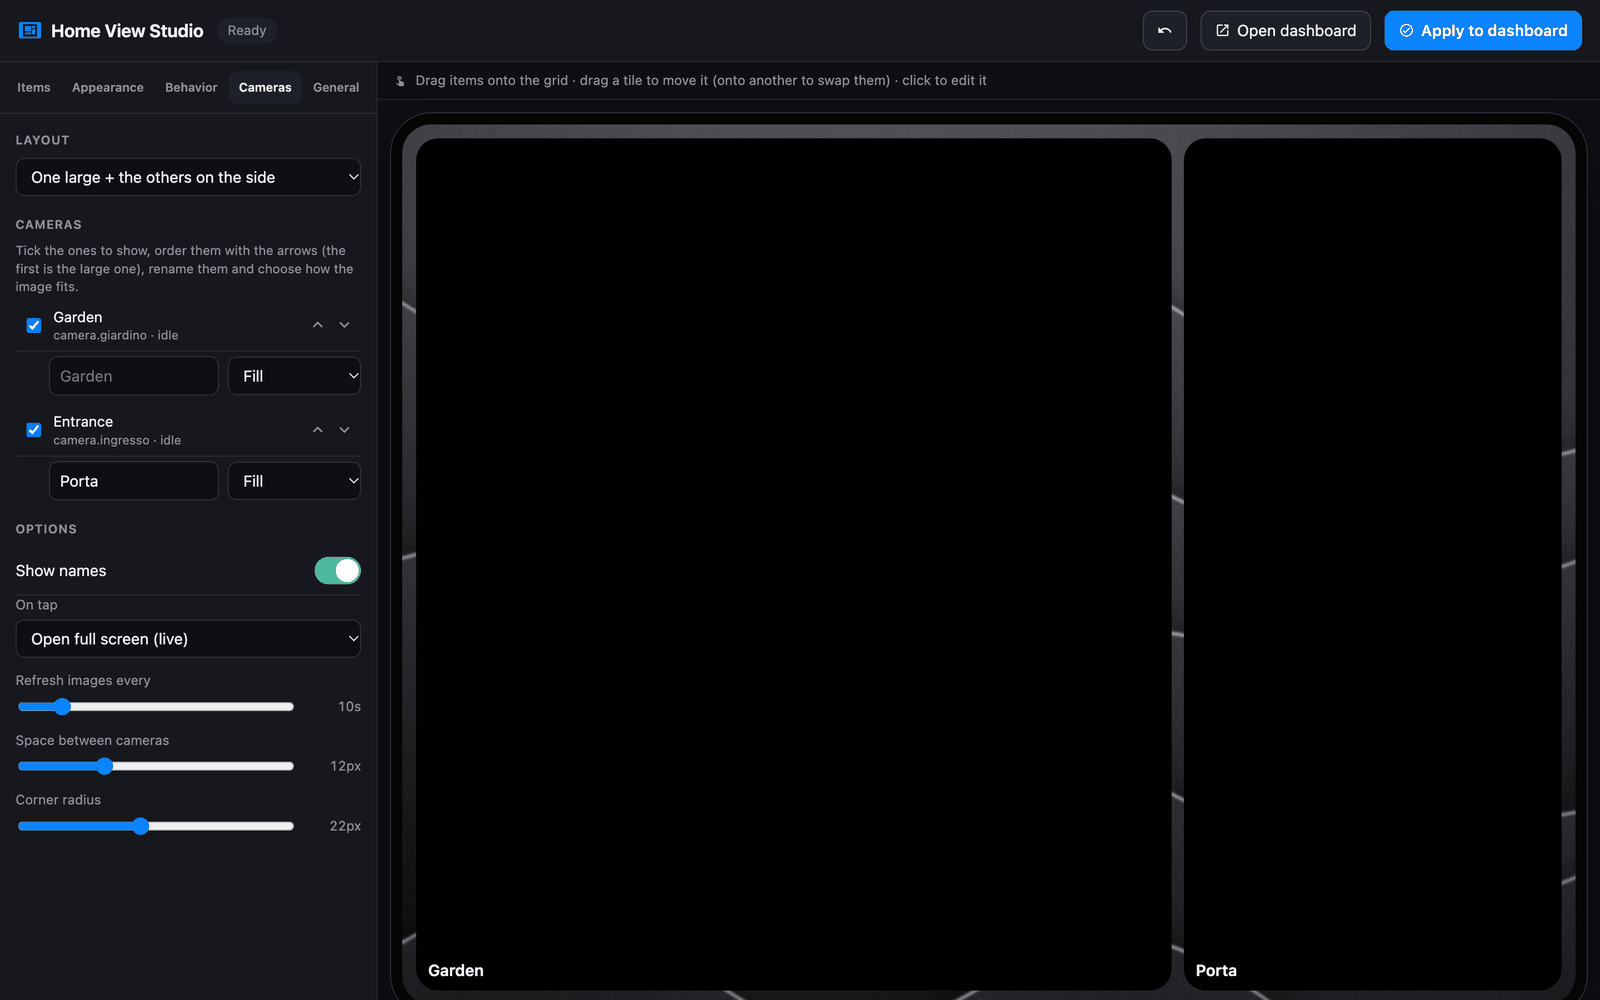 Home View Studio
Ready
Open dashboard
Apply to dashboard
Items
Appearance
Behavior
Cameras
General
Drag items onto the grid · drag a tile to move it (onto another to swap them) · click to edit it
LAYOUT
One large + the others on the side
CAMERAS
Tick the ones to show, order them with the arrows (the
first is the large one), rename them and choose how the
image fits.
Garden
camera.giardino · idle
Garden
Fill
Entrance
camera.ingresso · idle
Porta
Fill
OPTIONS
Show names
On tap
Open full screen (live)
Refresh images every
10s
Space between cameras
12px
Corner radius
22px
Garden
Porta